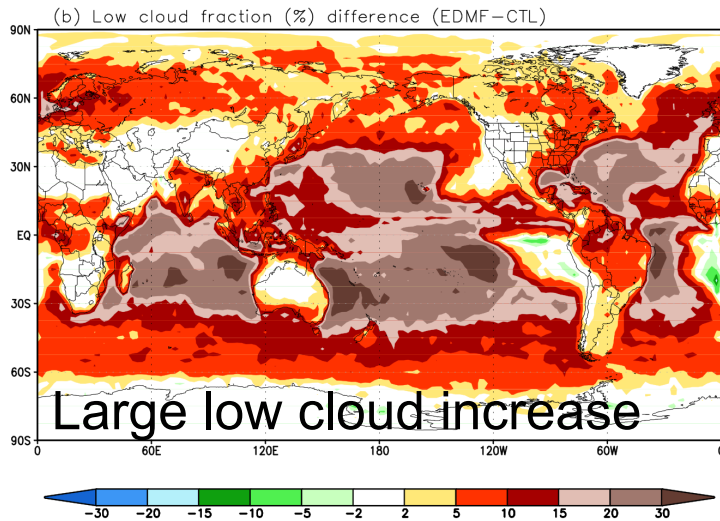 (b) Low cloud fraction (%) difference (EDMF-CTL)
90N
60N
30N
EQ
30S
60S
Large low cloud increase
90S
0 60E 120E 180 120W 60W 0
-30 -20 -15 -10 -5 -2 2 5 10 15 20 30